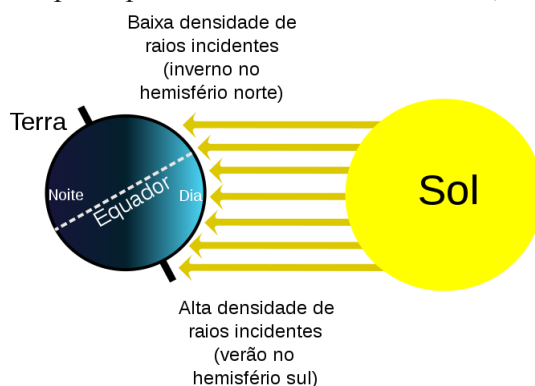 Baixa densidade de
raios incidentes
(inverno no
hemisfério norte)
Terra
Noite
Equador
Dia
Sol
Alta densidade de
raios incidentes
(verão no
hemisfério sul)